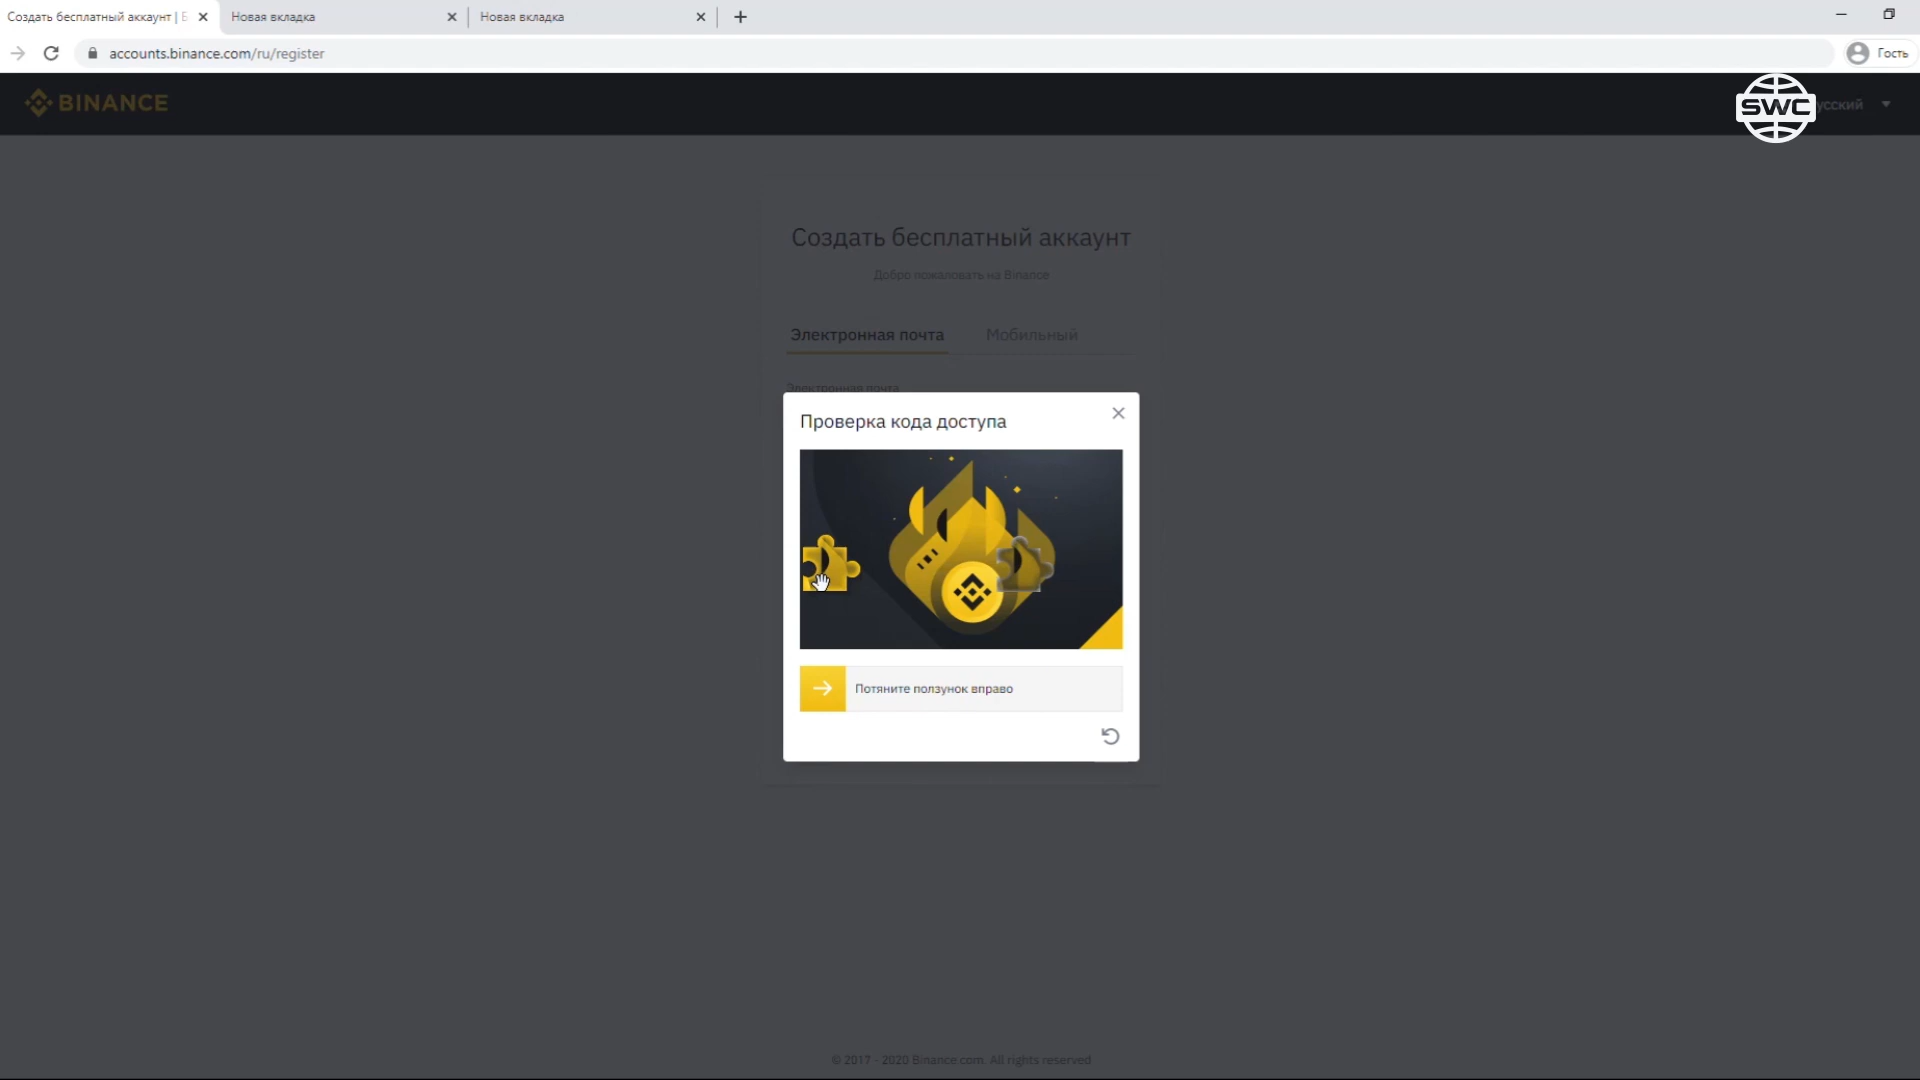 Создать бесплатный аккаунт | Б
Новая вкладка
Новая вкладка
accounts.binance.com/ru/register
Гость
BINANCE
SWC
усский
Создать бесплатный аккаунт
Добро пожаловать на Binance
Электронная почта
Мобильный
Электронная почта
Проверка кода доступа
Потяните ползунок вправо
© 2017 - 2020 Binance.com. All rights reserved